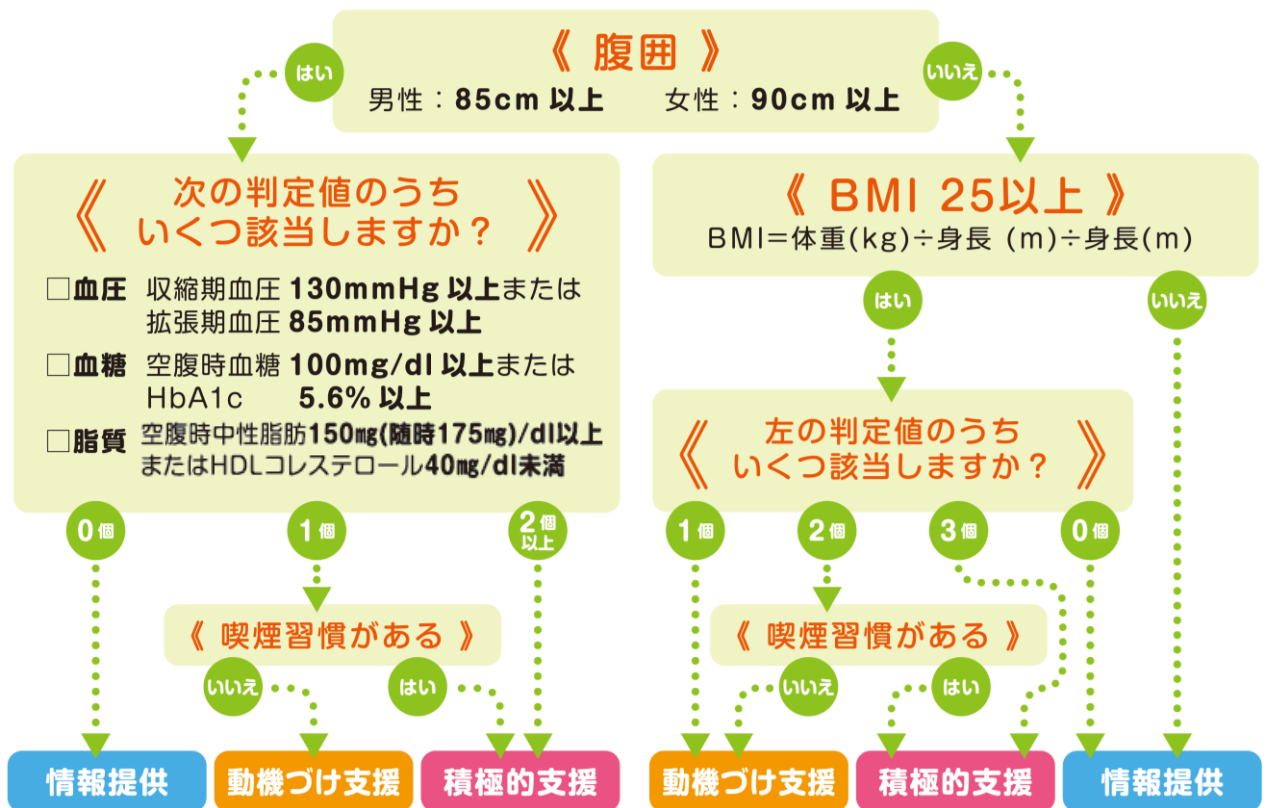 《 腹囲 》
はい
いいえ
男性：85cm 以上　女性：90cm 以上
《 次の判定値のうち
いくつ該当しますか？ 》
□血圧 収縮期血圧 130mmHg 以上または
拡張期血圧 85mmHg 以上
□血糖 空腹時血糖 100mg/dl 以上または
HbA1c 5.6% 以上
□脂質 空腹時中性脂肪150㎎(随時175㎎)/dl以上
またはHDLコレステロール40㎎/dl未満
0個
1個
2個
以上
《 喫煙習慣がある 》
いいえ
はい
情報提供
動機づけ支援
積極的支援
《 BMI 25以上 》
BMI=体重(kg)÷身長 (m)÷身長(m)
はい
いいえ
《 左の判定値のうち
いくつ該当しますか？ 》
1個
2個
3個
0個
《 喫煙習慣がある 》
いいえ
はい
動機づけ支援
積極的支援
情報提供